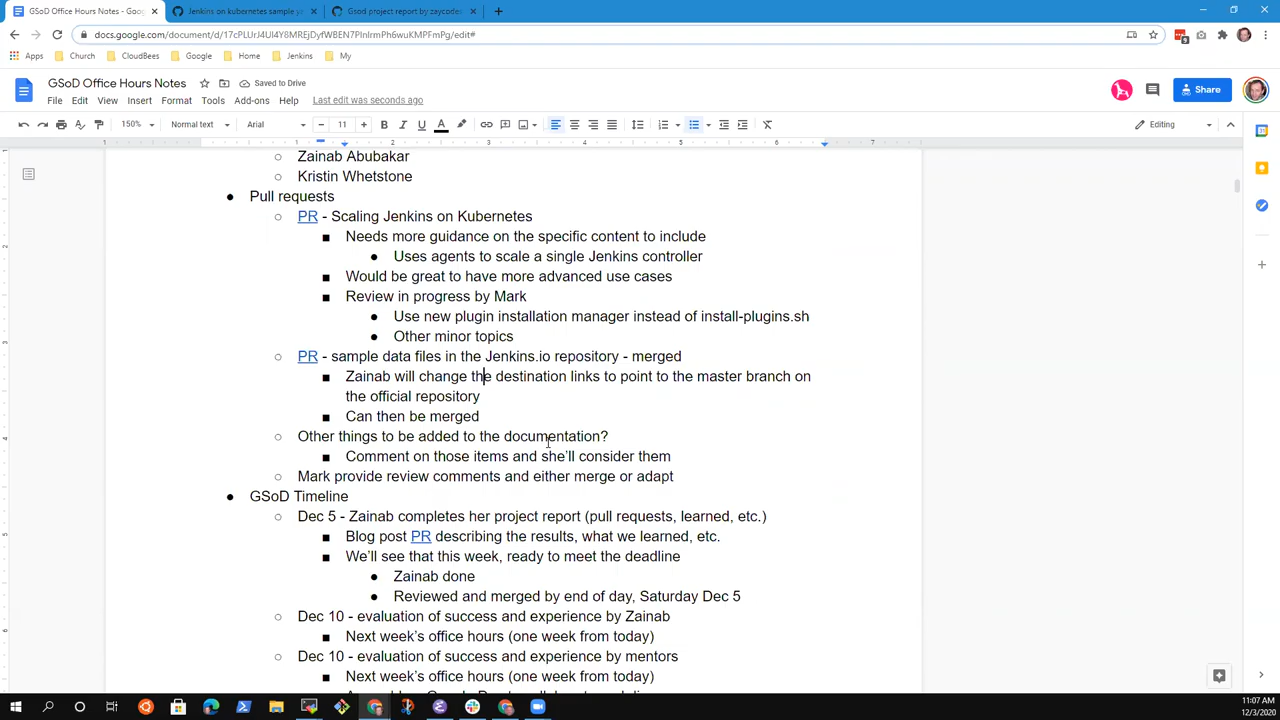 GSoD Office Hours Notes - Goog
Jenkins on kubernetes sample ya
Gsod project report by zaycodes
docs.google.com/document/d/17cPLUrJ4UI4Y8MREjDyfWBEN7PInlrmPh6wuKMPFmPg/edit#
Apps Church CloudBees Google Home Jenkins My
GSoD Office Hours Notes Saved to Drive
File Edit View Insert Format Tools Add-ons Help Last edit was seconds ago
Share
150% Normal text Arial 11 Editing
1 1 2 3 4 5 6 7
Zainab Abubakar
Kristin Whetstone
Pull requests
PR - Scaling Jenkins on Kubernetes
Needs more guidance on the specific content to include
Uses agents to scale a single Jenkins controller
Would be great to have more advanced use cases
Review in progress by Mark
Use new plugin installation manager instead of install-plugins.sh
Other minor topics
PR - sample data files in the Jenkins.io repository - merged
Zainab will change the destination links to point to the master branch on
the official repository
Can then be merged
Other things to be added to the documentation?
Comment on those items and she'll consider them
Mark provide review comments and either merge or adapt
GSoD Timeline
Dec 5 - Zainab completes her project report (pull requests, learned, etc.)
Blog post PR describing the results, what we learned, etc.
We'll see that this week, ready to meet the deadline
Zainab done
Reviewed and merged by end of day, Saturday Dec 5
Dec 10 - evaluation of success and experience by Zainab
Next week's office hours (one week from today)
Dec 10 - evaluation of success and experience by mentors
Next week's office hours (one week from today)
11:07 AM
12/3/2020